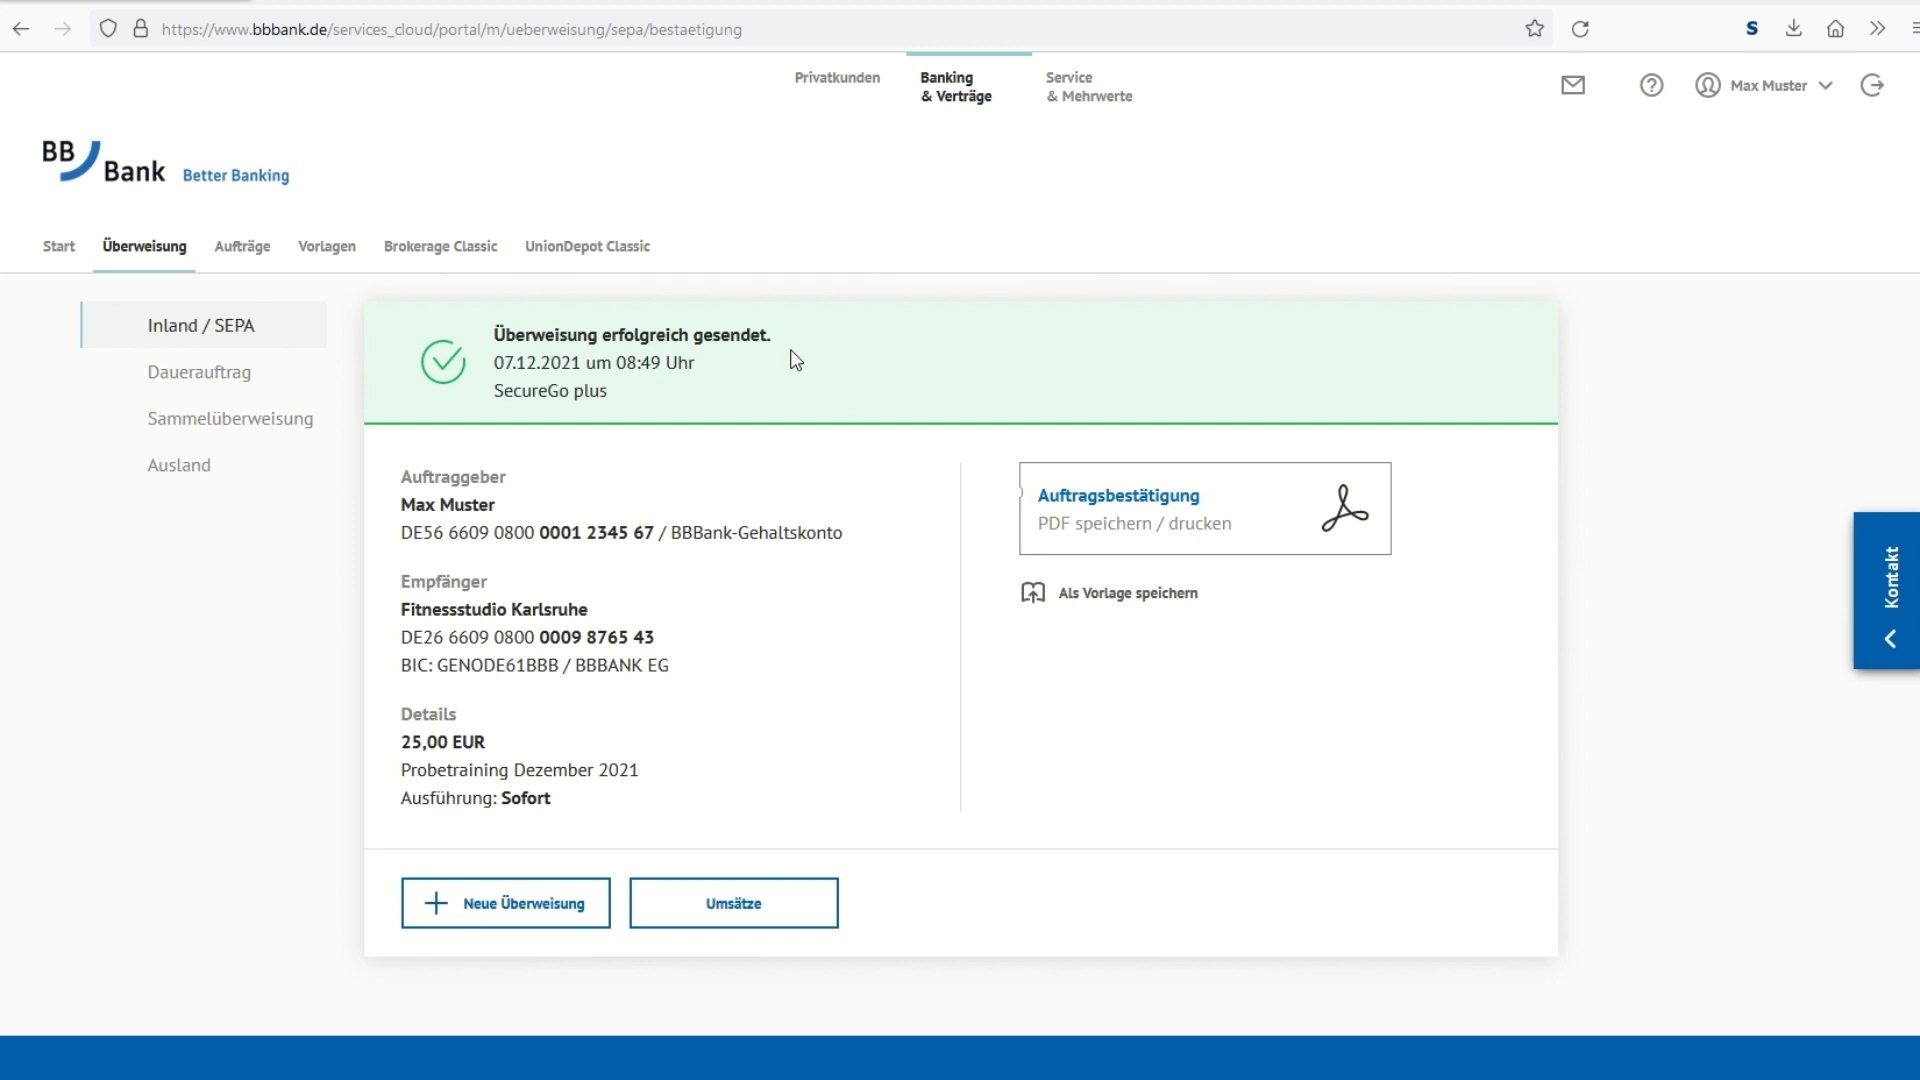 https://www.bbbank.de/services_cloud/portal/m/ueberweisung/sepa/bestaetigung
S
Privatkunden
Banking
& Verträge
Service
& Mehrwerte
Max Muster
BB Bank Better Banking
Start Überweisung Aufträge Vorlagen Brokerage Classic UnionDepot Classic
Inland / SEPA
Dauerauftrag
Sammelüberweisung
Ausland
Überweisung erfolgreich gesendet.
07.12.2021 um 08:49 Uhr
SecureGo plus
Auftraggeber
Max Muster
DE56 6609 0800 0001 2345 67 / BBBank-Gehaltskonto
Empfänger
Fitnessstudio Karlsruhe
DE26 6609 0800 0009 8765 43
BIC: GENODE61BBB / BBBANK EG
Details
25,00 EUR
Probetraining Dezember 2021
Ausführung: Sofort
Auftragsbestätigung
PDF speichern / drucken
Als Vorlage speichern
Neue Überweisung
Umsätze
Kontakt